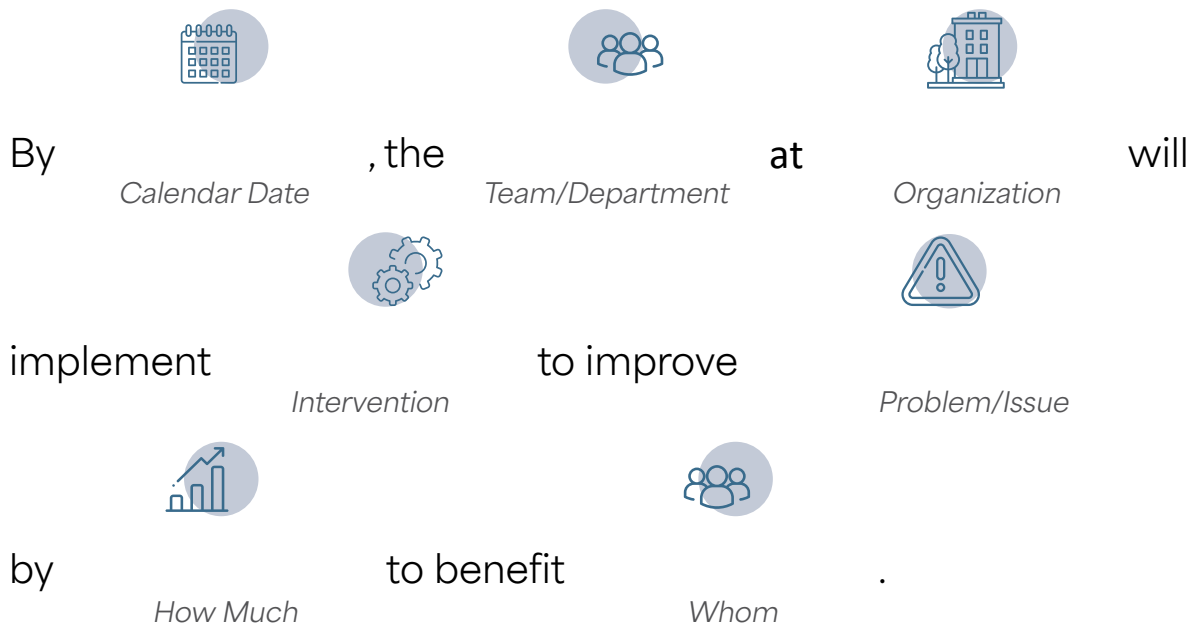 By , the at will
Calendar Date Team/Department Organization
implement to improve
Intervention Problem/Issue
by to benefit .
How Much Whom